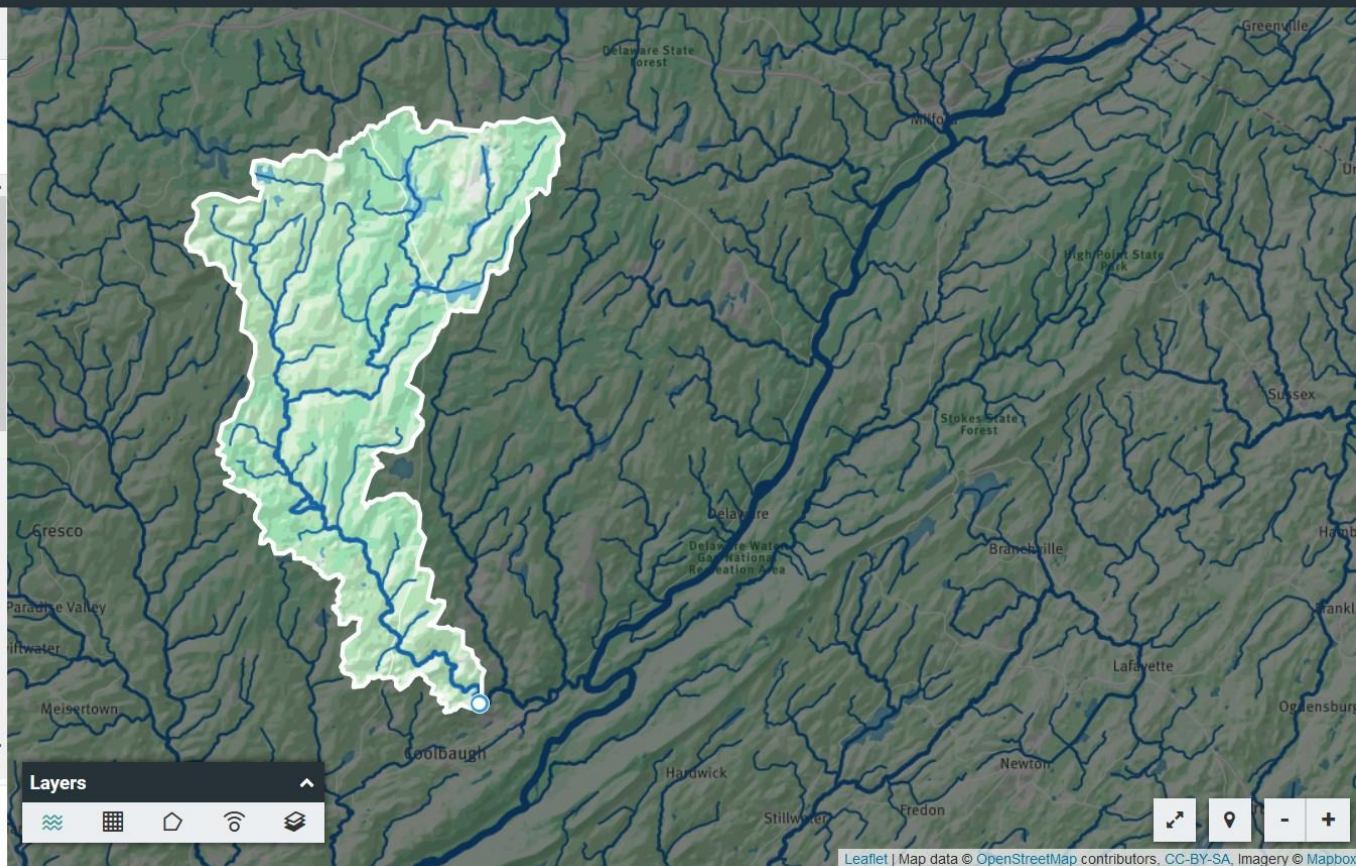 Greenville
Delaware State
Forest
Milford
High Point State
Park
Sussex
Stokes State
Forest
Delaware
Cresco
Delaware Water
Gap National
Recreation Area
Branchville
Paradise Valley
Lafayette
Meisertown
Coolbaugh
Hardwick
Newton
Stillwater
Fredon
Layers
-
+
Leaflet | Map data © OpenStreetMap contributors, CC-BY-SA, Imagery © Mapbox